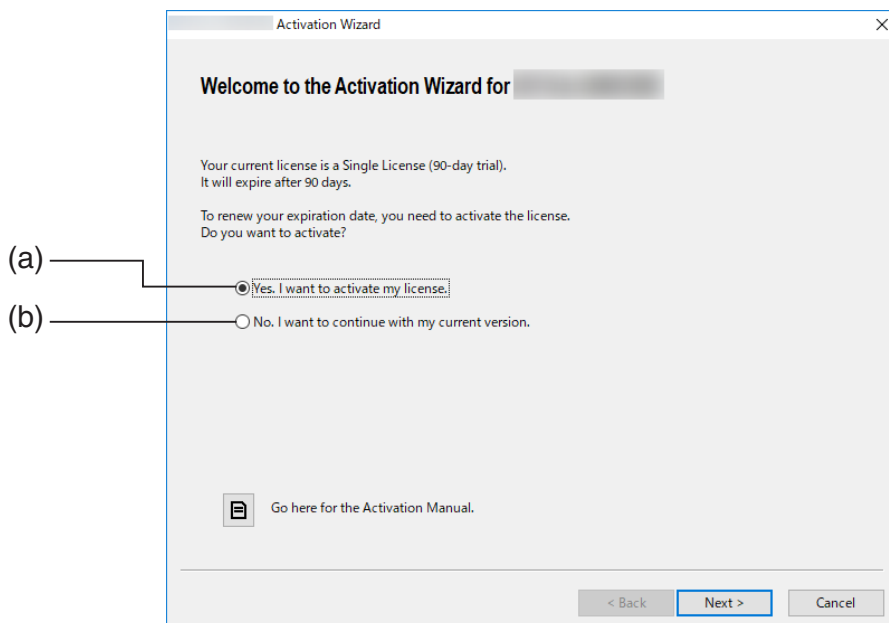 Activation Wizard
Welcome to the Activation Wizard for
Your current license is a Single License (90-day trial).
It will expire after 90 days.
To renew your expiration date, you need to activate the license.
Do you want to activate?
(a)
Yes. I want to activate my license.
(b)
No. I want to continue with my current version.
Go here for the Activation Manual.
< Back Next > Cancel